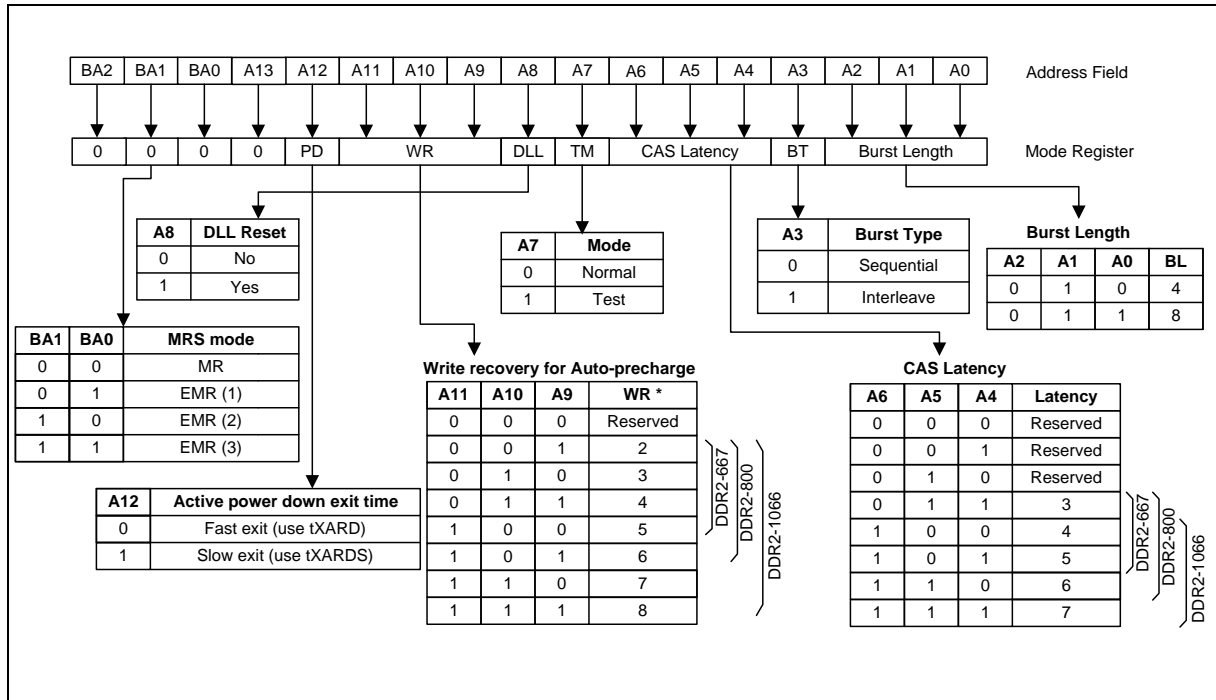 BA2 BA1 BA0 A13 A12 A11 A10 A9 A8 A7 A6 A5 A4 A3 A2 A1 A0 Address Field
0 0 0 0 PD WR DLL TM CAS Latency BT Burst Length Mode Register
A8 DLL Reset
0 No
1 Yes
A7 Mode
0 Normal
1 Test
A3 Burst Type
0 Sequential
1 Interleave
Burst Length
A2 A1 A0 BL
0 1 0 4
0 1 1 8
BA1 BA0 MRS mode
0 0 MR
0 1 EMR (1)
1 0 EMR (2)
1 1 EMR (3)
A12 Active power down exit time
0 Fast exit (use tXARD)
1 Slow exit (use tXARDS)
Write recovery for Auto-precharge
A11 A10 A9 WR *
0 0 0 Reserved
0 0 1 2
0 1 0 3
0 1 1 4
1 0 0 5
1 0 1 6
1 1 0 7
1 1 1 8
DDR2-667
DDR2-800
DDR2-1066
CAS Latency
A6 A5 A4 Latency
0 0 0 Reserved
0 0 1 Reserved
0 1 0 Reserved
0 1 1 3
1 0 0 4
1 0 1 5
1 1 0 6
1 1 1 7
DDR2-667
DDR2-800
DDR2-1066